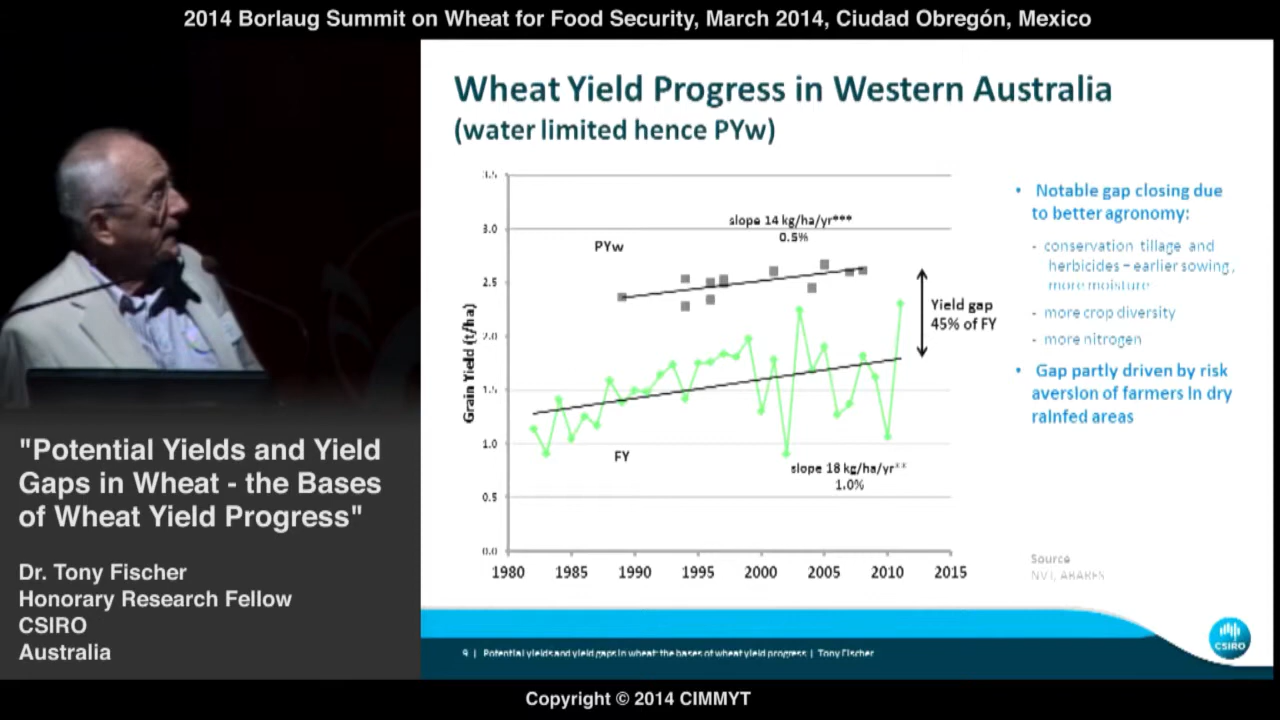 2014 Borlaug Summit on Wheat for Food Security, March 2014, Ciudad Obregón, Mexico
Wheat Yield Progress in Western Australia
(water limited hence PYw)
3.5
3.0
2.5
2.0
1.5
1.0
0.5
0.0
Grain Yield (t/ha)
PYw
slope 14 kg/ha/yr***
0.5%
Yield gap
45% of FY
FY
slope 18 kg/ha/yr**
1.0%
1980 1985 1990 1995 2000 2005 2010 2015
• Notable gap closing due
to better agronomy:
- conservation tillage and
herbicides – earlier sowing,
more moisture
- more crop diversity
- more nitrogen
• Gap partly driven by risk
aversion of farmers in dry
rainfed areas
Source
NVT, ABARES
9 | Potential yields and yield gaps in wheat: the bases of wheat yield progress | Tony Fischer
CSIRO
"Potential Yields and Yield
Gaps in Wheat - the Bases
of Wheat Yield Progress"
Dr. Tony Fischer
Honorary Research Fellow
CSIRO
Australia
Copyright © 2014 CIMMYT